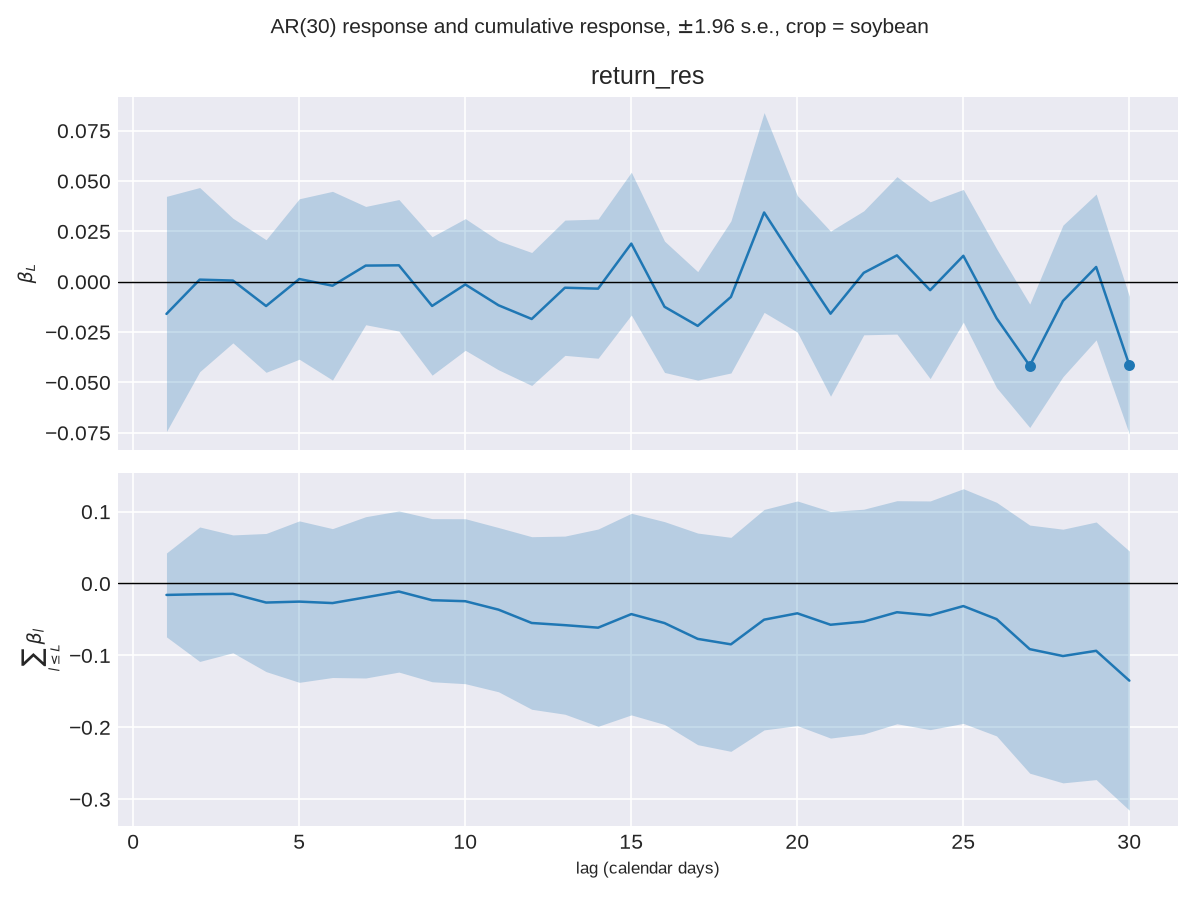 AR(30) response and cumulative response, ±1.96 s.e., crop = soybean
return_res
0.075
0.050
0.025
0.000
−0.025
−0.050
−0.075
β_L
0.1
0.0
−0.1
−0.2
−0.3
∑_{l≤L} β_l
0 5 10 15 20 25 30
lag (calendar days)